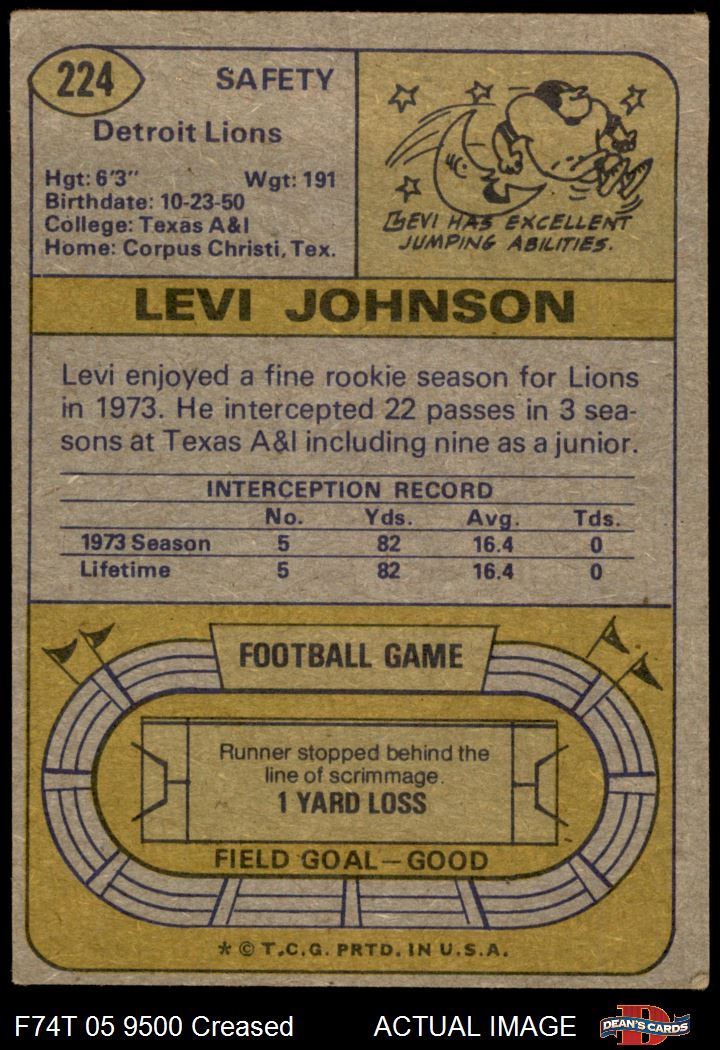 224
SAFETY
Detroit Lions
Hgt: 6'3" Wgt: 191
Birthdate: 10-23-50
College: Texas A&I
Home: Corpus Christi, Tex.
LEVI HAS EXCELLENT
JUMPING ABILITIES.
LEVI JOHNSON
Levi enjoyed a fine rookie season for Lions
in 1973. He intercepted 22 passes in 3 sea-
sons at Texas A&I including nine as a junior.
INTERCEPTION RECORD
No. Yds. Avg. Tds.
1973 Season 5 82 16.4 0
Lifetime 5 82 16.4 0
FOOTBALL GAME
Runner stopped behind the
line of scrimmage.
1 YARD LOSS
FIELD GOAL—GOOD
* © T.C.G. PRTD. IN U.S.A.
F74T 05 9500 Creased ACTUAL IMAGE
D
DEAN'S CARDS